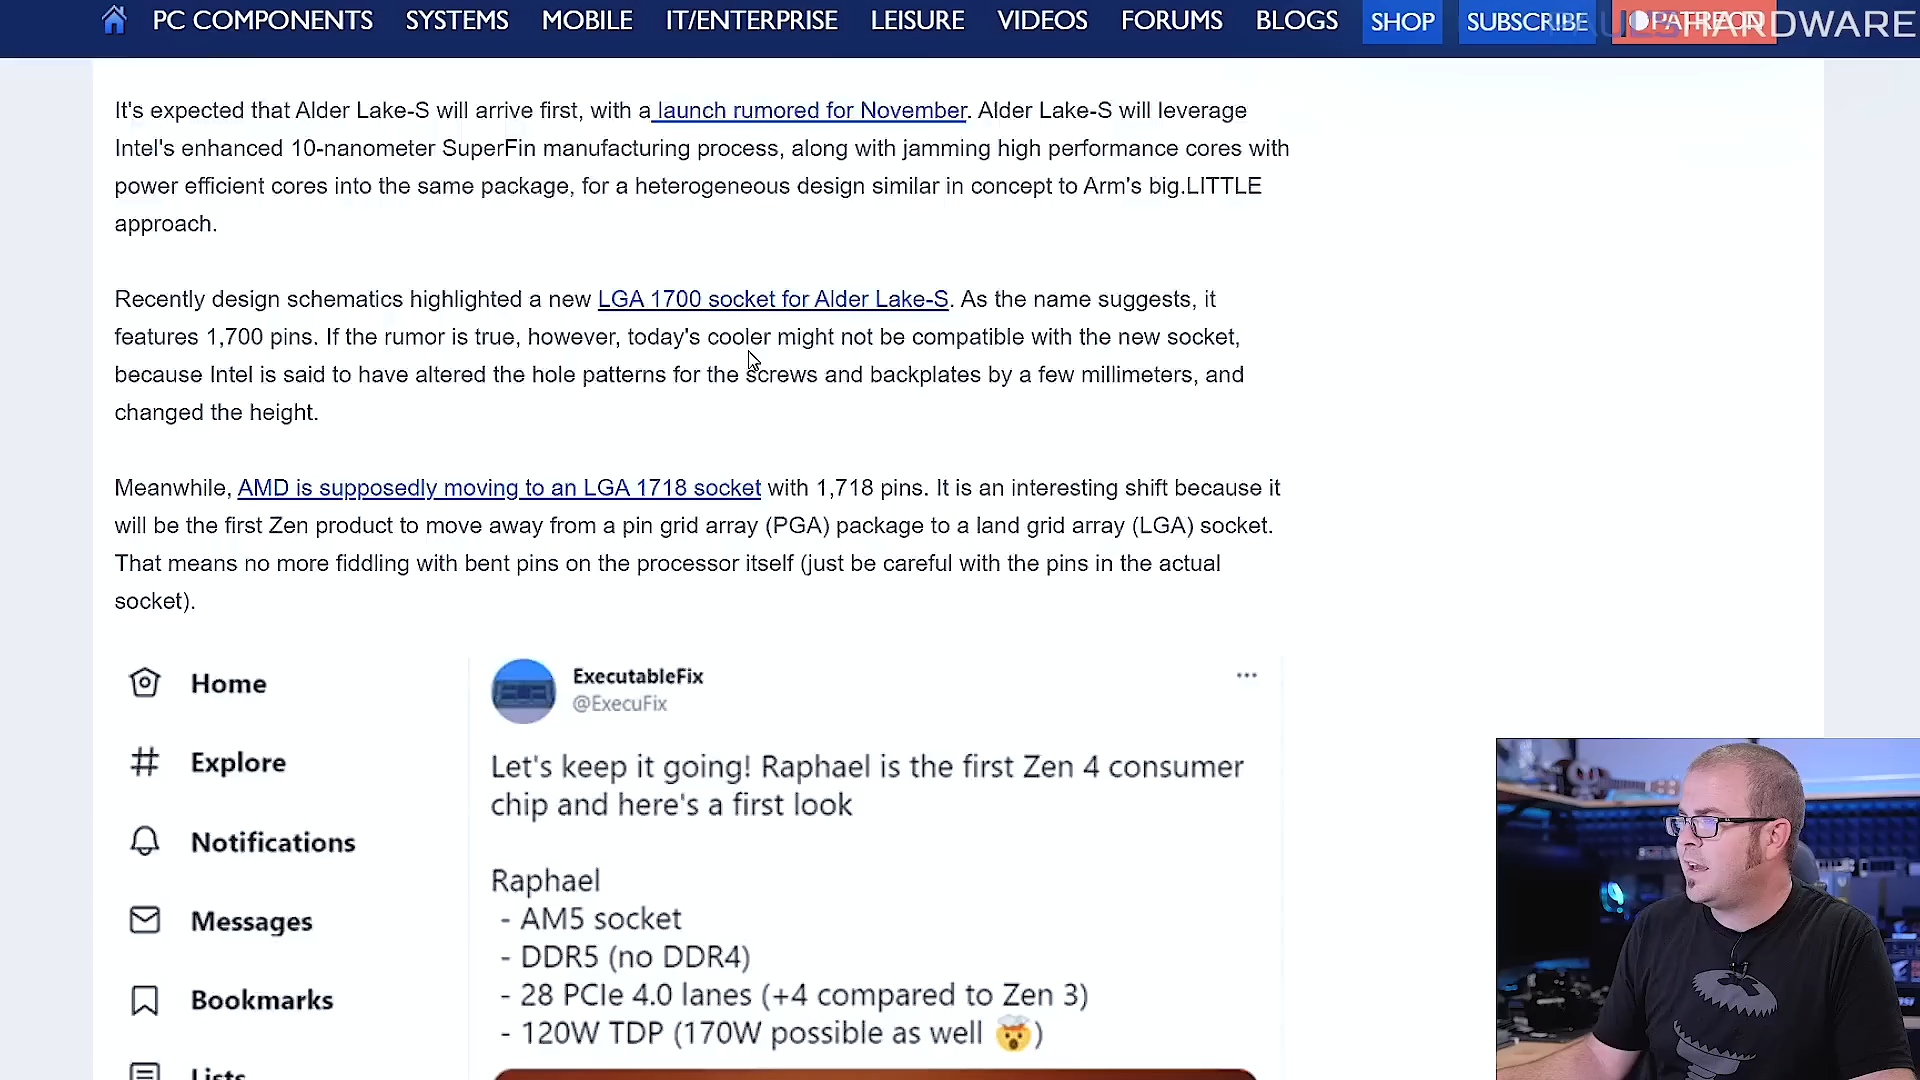 PC COMPONENTS SYSTEMS MOBILE IT/ENTERPRISE LEISURE VIDEOS FORUMS BLOGS SHOP SUBSCRIBE PATREON HARDWARE
It's expected that Alder Lake-S will arrive first, with a launch rumored for November. Alder Lake-S will leverage
Intel's enhanced 10-nanometer SuperFin manufacturing process, along with jamming high performance cores with
power efficient cores into the same package, for a heterogeneous design similar in concept to Arm's big.LITTLE
approach.
Recently design schematics highlighted a new LGA 1700 socket for Alder Lake-S. As the name suggests, it
features 1,700 pins. If the rumor is true, however, today's cooler might not be compatible with the new socket,
because Intel is said to have altered the hole patterns for the screws and backplates by a few millimeters, and
changed the height.
Meanwhile, AMD is supposedly moving to an LGA 1718 socket with 1,718 pins. It is an interesting shift because it
will be the first Zen product to move away from a pin grid array (PGA) package to a land grid array (LGA) socket.
That means no more fiddling with bent pins on the processor itself (just be careful with the pins in the actual
socket).
Home
Explore
Notifications
Messages
Bookmarks
Lists
ExecutableFix
@ExecuFix
Let's keep it going! Raphael is the first Zen 4 consumer
chip and here's a first look
Raphael
- AM5 socket
- DDR5 (no DDR4)
- 28 PCIe 4.0 lanes (+4 compared to Zen 3)
- 120W TDP (170W possible as well 🤯)